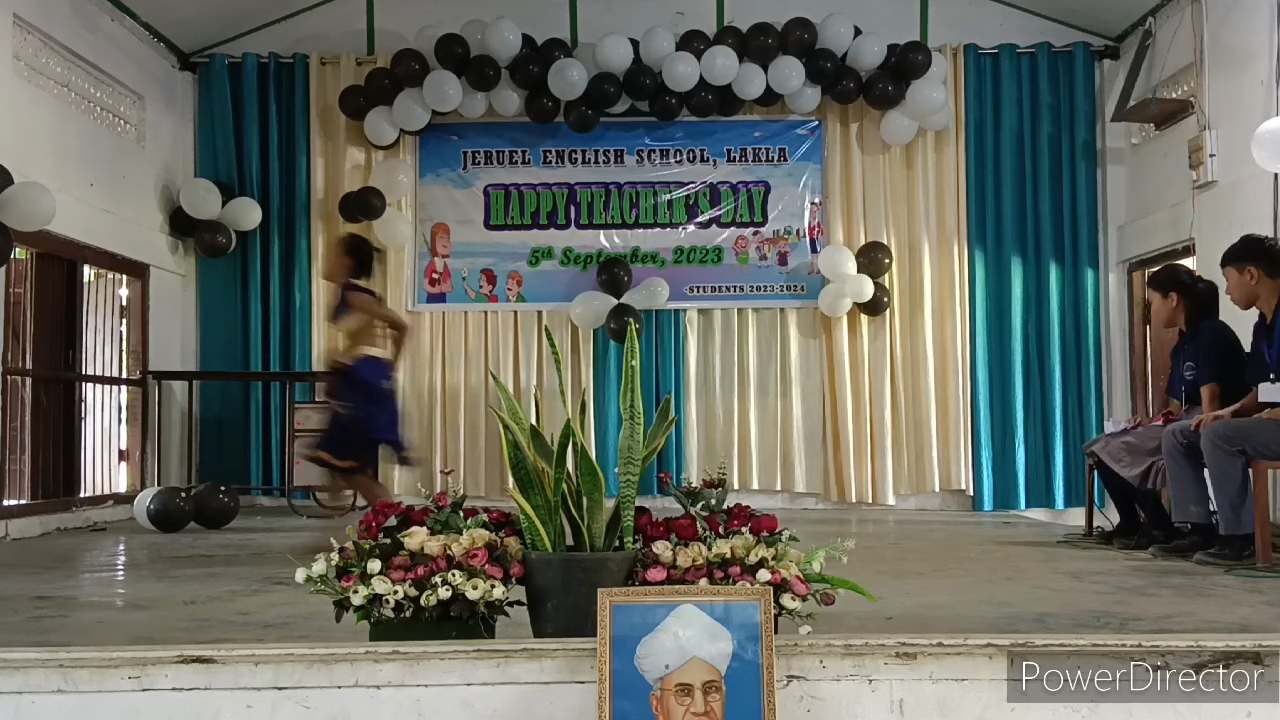 JERUEL ENGLISH SCHOOL, LAKLA
HAPPY TEACHER'S DAY
5th September, 2023
-STUDENTS 2023-2024
PowerDirector